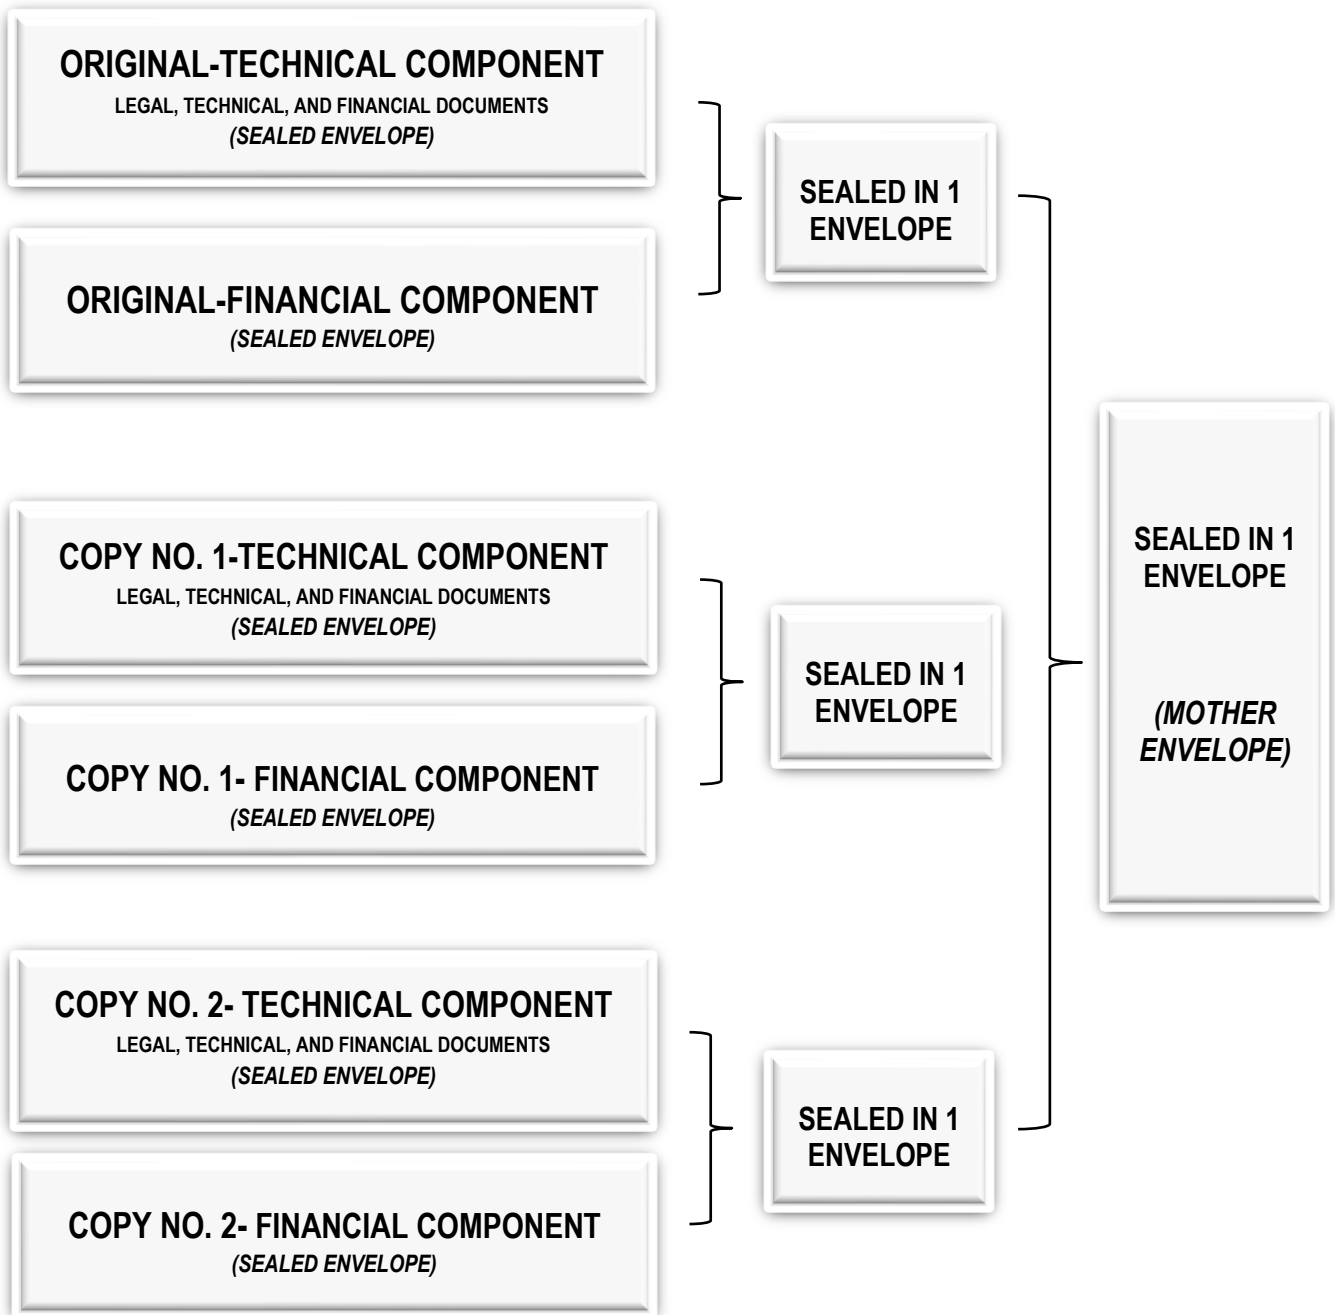 ORIGINAL-TECHNICAL COMPONENT
LEGAL, TECHNICAL, AND FINANCIAL DOCUMENTS
(SEALED ENVELOPE)
ORIGINAL-FINANCIAL COMPONENT
(SEALED ENVELOPE)
SEALED IN 1
ENVELOPE
COPY NO. 1-TECHNICAL COMPONENT
LEGAL, TECHNICAL, AND FINANCIAL DOCUMENTS
(SEALED ENVELOPE)
COPY NO. 1- FINANCIAL COMPONENT
(SEALED ENVELOPE)
SEALED IN 1
ENVELOPE
COPY NO. 2- TECHNICAL COMPONENT
LEGAL, TECHNICAL, AND FINANCIAL DOCUMENTS
(SEALED ENVELOPE)
COPY NO. 2- FINANCIAL COMPONENT
(SEALED ENVELOPE)
SEALED IN 1
ENVELOPE
SEALED IN 1
ENVELOPE
(MOTHER
ENVELOPE)